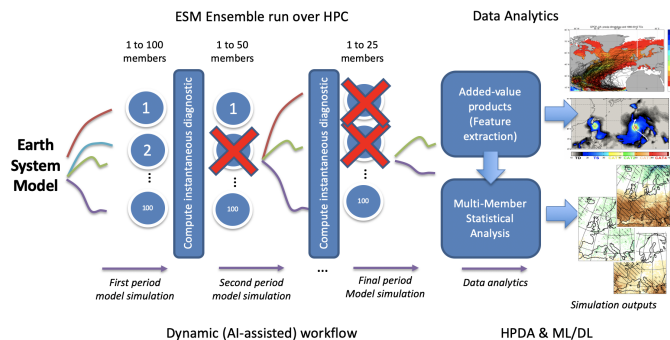 ESM Ensemble run over HPC
Data Analytics
1 to 100
members
1 to 50
members
1 to 25
members
Earth
System
Model
1
2
100
Compute instantaneous diagnostic
1
100
Compute instantaneous diagnostic
...
100
Added-value
products
(Feature
extraction)
Multi-Member
Statistical
Analysis
First period
model simulation
Second period
model simulation
Final period
Model simulation
Data analytics
Simulation outputs
Dynamic (AI-assisted) workflow
HPDA & ML/DL